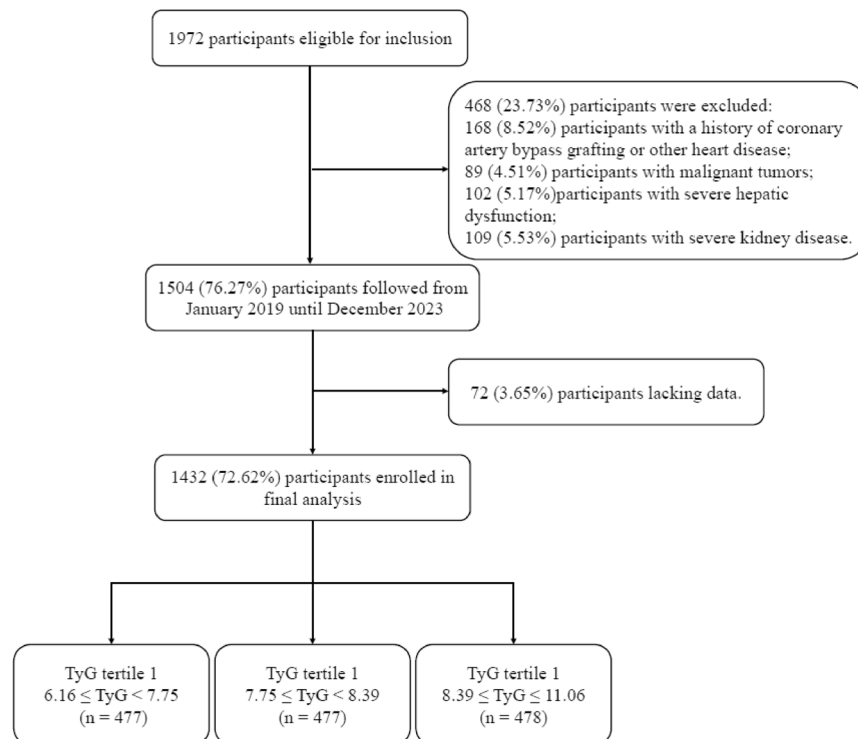 1972 participants eligible for inclusion
468 (23.73%) participants were excluded:
168 (8.52%) participants with a history of coronary
artery bypass grafting or other heart disease;
89 (4.51%) participants with malignant tumors;
102 (5.17%)participants with severe hepatic
dysfunction;
109 (5.53%) participants with severe kidney disease.
1504 (76.27%) participants followed from
January 2019 until December 2023
72 (3.65%) participants lacking data.
1432 (72.62%) participants enrolled in
final analysis
TyG tertile 1
6.16 ≤ TyG < 7.75
(n = 477)
TyG tertile 1
7.75 ≤ TyG < 8.39
(n = 477)
TyG tertile 1
8.39 ≤ TyG ≤ 11.06
(n = 478)